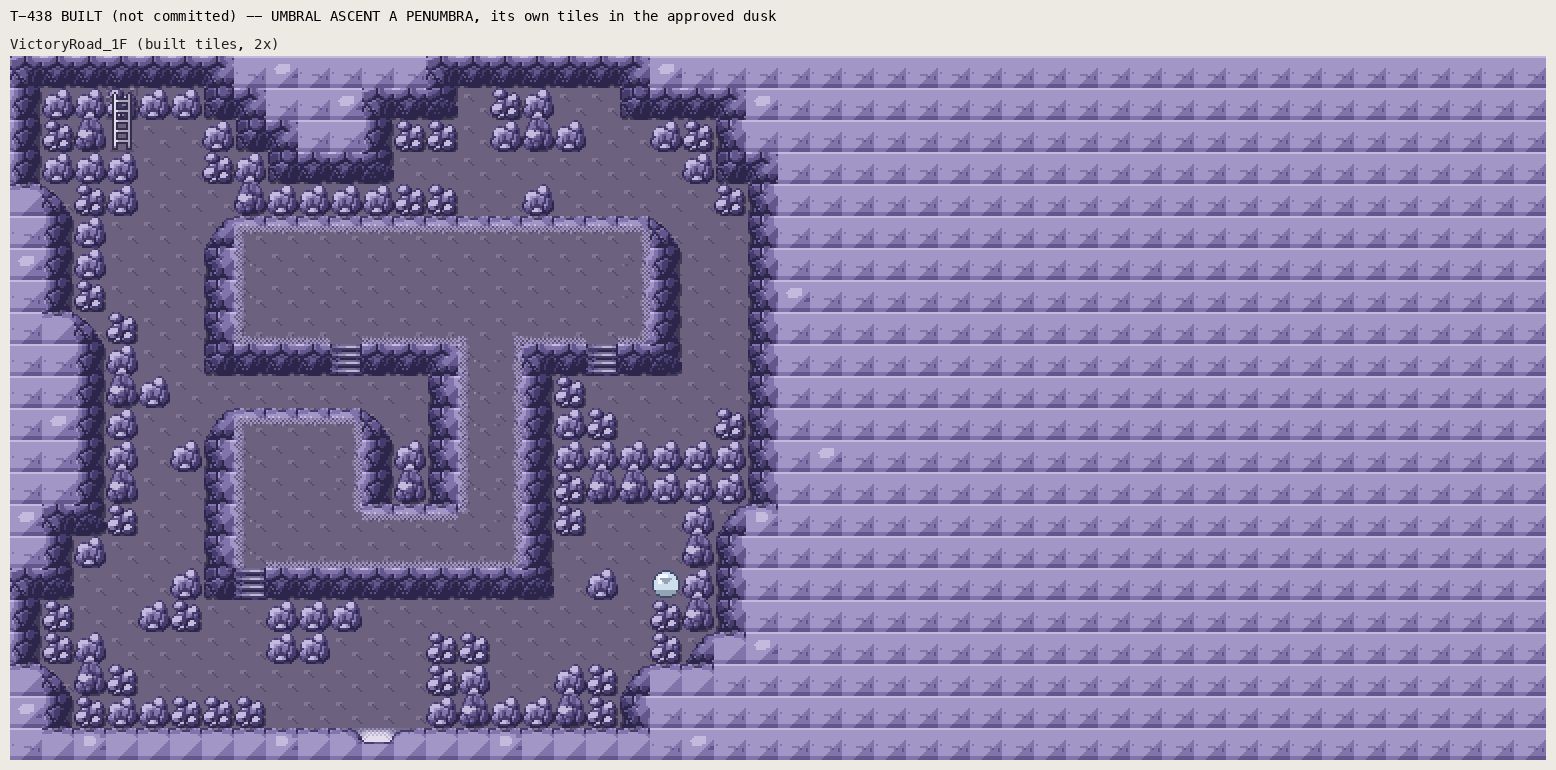 T−438 BUILT (not committed) —— UMBRAL ASCENT A PENUMBRA, its own tiles in the approved dusk
VictoryRoad_1F (built tiles, 2x)